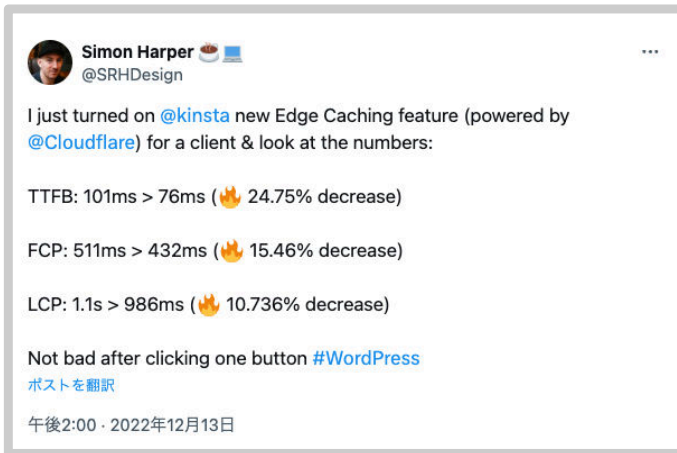 Simon Harper ☕💻
@SRHDesign
I just turned on @kinsta new Edge Caching feature (powered by
@Cloudflare) for a client & look at the numbers:
TTFB: 101ms > 76ms (🔥 24.75% decrease)
FCP: 511ms > 432ms (🔥 15.46% decrease)
LCP: 1.1s > 986ms (🔥 10.736% decrease)
Not bad after clicking one button #WordPress
ポストを翻訳
午後2:00 · 2022年12月13日